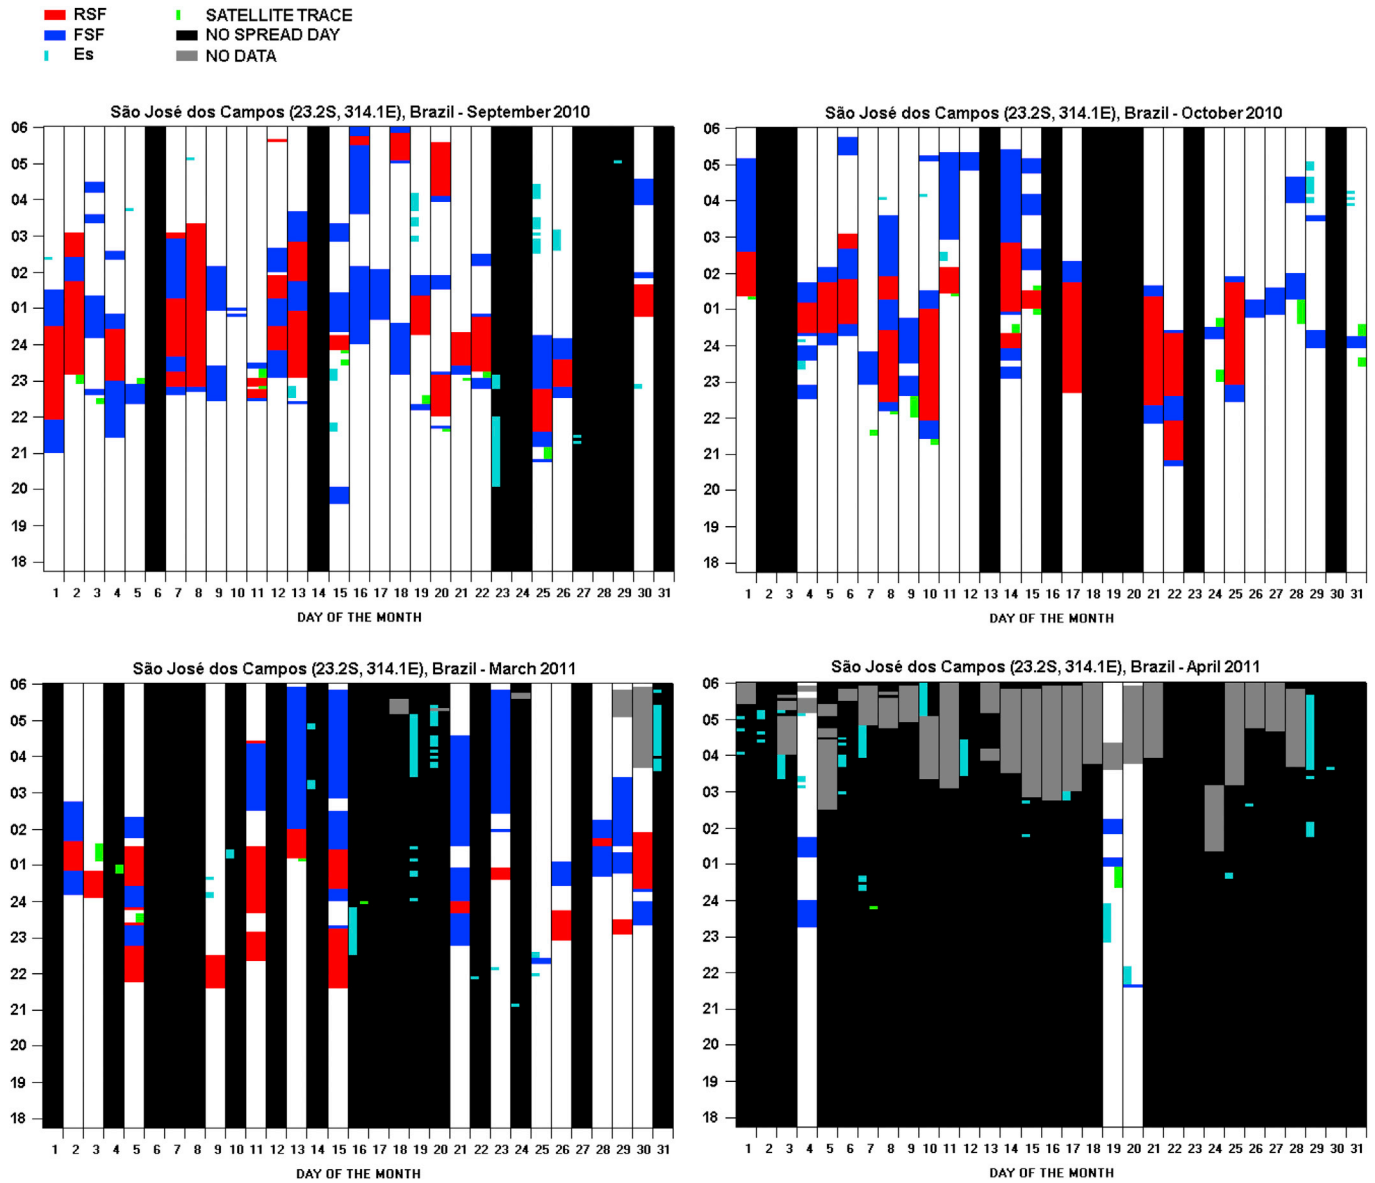 RSF
FSF
Es
SATELLITE TRACE
NO SPREAD DAY
NO DATA
São José dos Campos (23.2S, 314.1E), Brazil - September 2010
06
05
04
03
02
01
24
23
22
21
20
19
18
1 2 3 4 5 6 7 8 9 10 11 12 13 14 15 16 17 18 19 20 21 22 23 24 25 26 27 28 29 30 31
DAY OF THE MONTH
São José dos Campos (23.2S, 314.1E), Brazil - October 2010
06
05
04
03
02
01
24
23
22
21
20
19
18
1 2 3 4 5 6 7 8 9 10 11 12 13 14 15 16 17 18 19 20 21 22 23 24 25 26 27 28 29 30 31
DAY OF THE MONTH
São José dos Campos (23.2S, 314.1E), Brazil - March 2011
06
05
04
03
02
01
24
23
22
21
20
19
18
1 2 3 4 5 6 7 8 9 10 11 12 13 14 15 16 17 18 19 20 21 22 23 24 25 26 27 28 29 30 31
DAY OF THE MONTH
São José dos Campos (23.2S, 314.1E), Brazil - April 2011
06
05
04
03
02
01
24
23
22
21
20
19
18
1 2 3 4 5 6 7 8 9 10 11 12 13 14 15 16 17 18 19 20 21 22 23 24 25 26 27 28 29 30 31
DAY OF THE MONTH